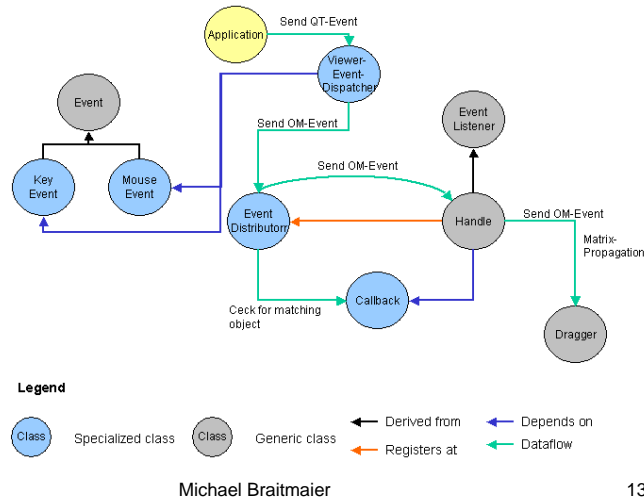 Send QT-Event
Application
Viewer-
Event-
Dispatcher
Event
Event
Listener
Send OM-Event
Send OM-Event
Key
Event
Mouse
Event
Event
Distributorr
Handle
Send OM-Event
Matrix-
Propagation
Callback
Ceck for matching
object
Dragger
Legend
Class
Specialized class
Class
Generic class
Derived from
Depends on
Registers at
Dataflow
Michael Braitmaier
13